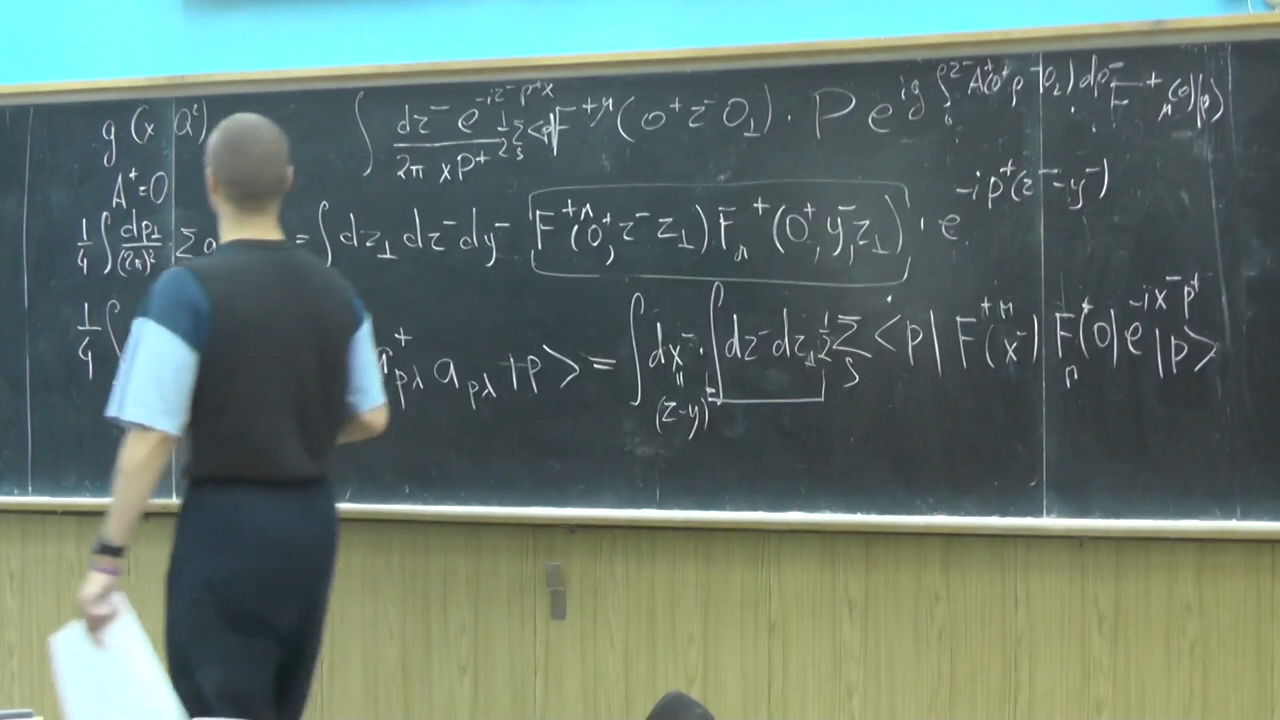 g(x Q²) ∫ dz⁻ e^{-iz⁻p⁺x} / 2π xP⁺ ½ Σ_s <p|F^{+μ}(0⁺z⁻0⊥) · P e^{ig ∫_0^{z⁻} A⁺(0⁺ρ⁻0⊥) dρ⁻} F^+_μ(0)|p>
A⁺=0
¼ ∫ dp⊥/(2π)² Σ a = ∫ dz⊥ dz⁻ dy⁻ F^{+μ}(0⁺, z⁻ z⊥) F_μ^+(0⁺, y⁻, z⊥) · e^{-ip⁺(z⁻-y⁻)}
¼ ∫ a⁺_{pλ} a_{pλ} |p> = ∫ dx⁻ · ∫ dz⁻ dz⊥ ½ Σ_s <p| F^{+μ}(x⁻) F_μ^+(0) e^{-ix⁻p⁺} |p>
(z-y)⁻